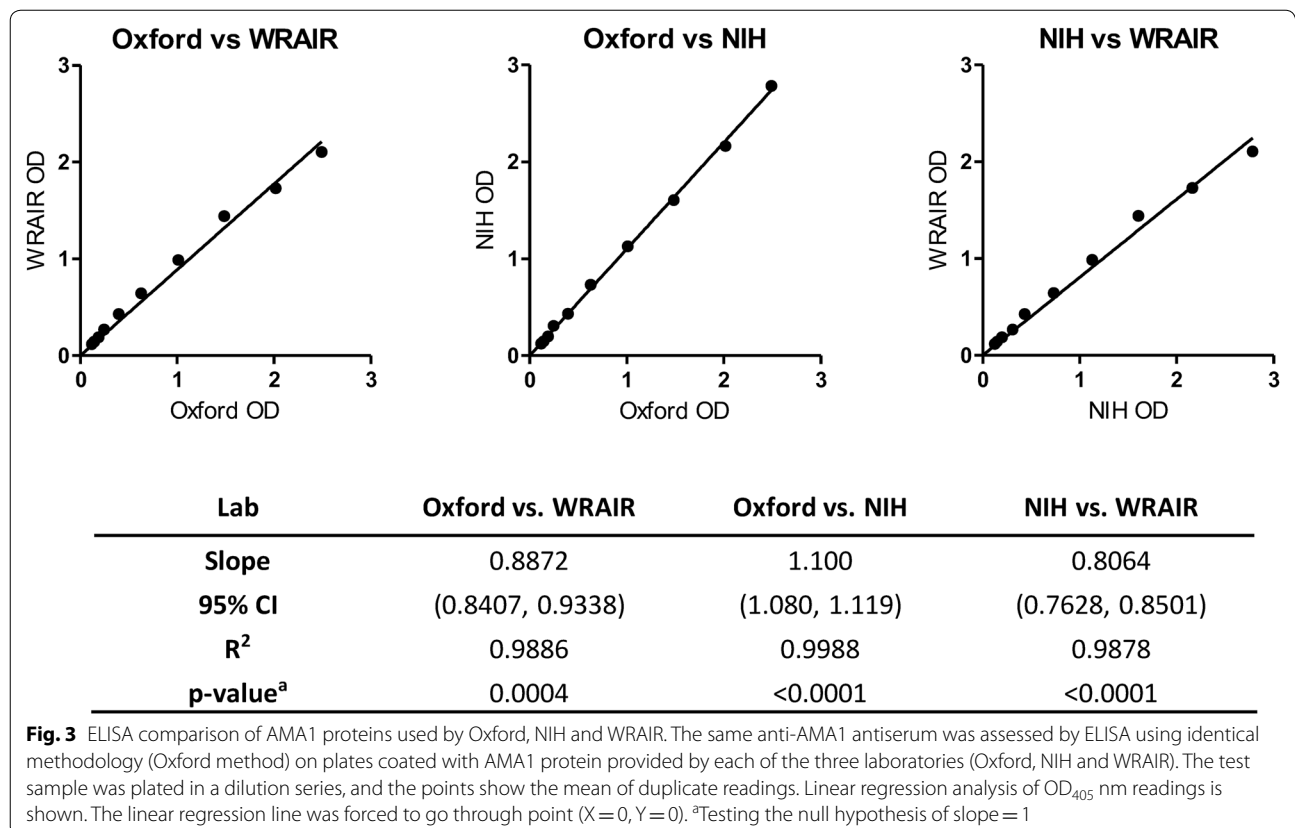 Oxford vs WRAIR
3
2
1
0
0 1 2 3
WRAIR OD
Oxford OD
Oxford vs NIH
3
2
1
0
0 1 2 3
NIH OD
Oxford OD
NIH vs WRAIR
3
2
1
0
0 1 2 3
WRAIR OD
NIH OD
Lab Oxford vs. WRAIR Oxford vs. NIH NIH vs. WRAIR
Slope 0.8872 1.100 0.8064
95% CI (0.8407, 0.9338) (1.080, 1.119) (0.7628, 0.8501)
R² 0.9886 0.9988 0.9878
p-valueᵃ 0.0004 <0.0001 <0.0001
Fig. 3 ELISA comparison of AMA1 proteins used by Oxford, NIH and WRAIR. The same anti-AMA1 antiserum was assessed by ELISA using identical
methodology (Oxford method) on plates coated with AMA1 protein provided by each of the three laboratories (Oxford, NIH and WRAIR). The test
sample was plated in a dilution series, and the points show the mean of duplicate readings. Linear regression analysis of OD₄₀₅ nm readings is
shown. The linear regression line was forced to go through point (X = 0, Y = 0). ᵃTesting the null hypothesis of slope = 1